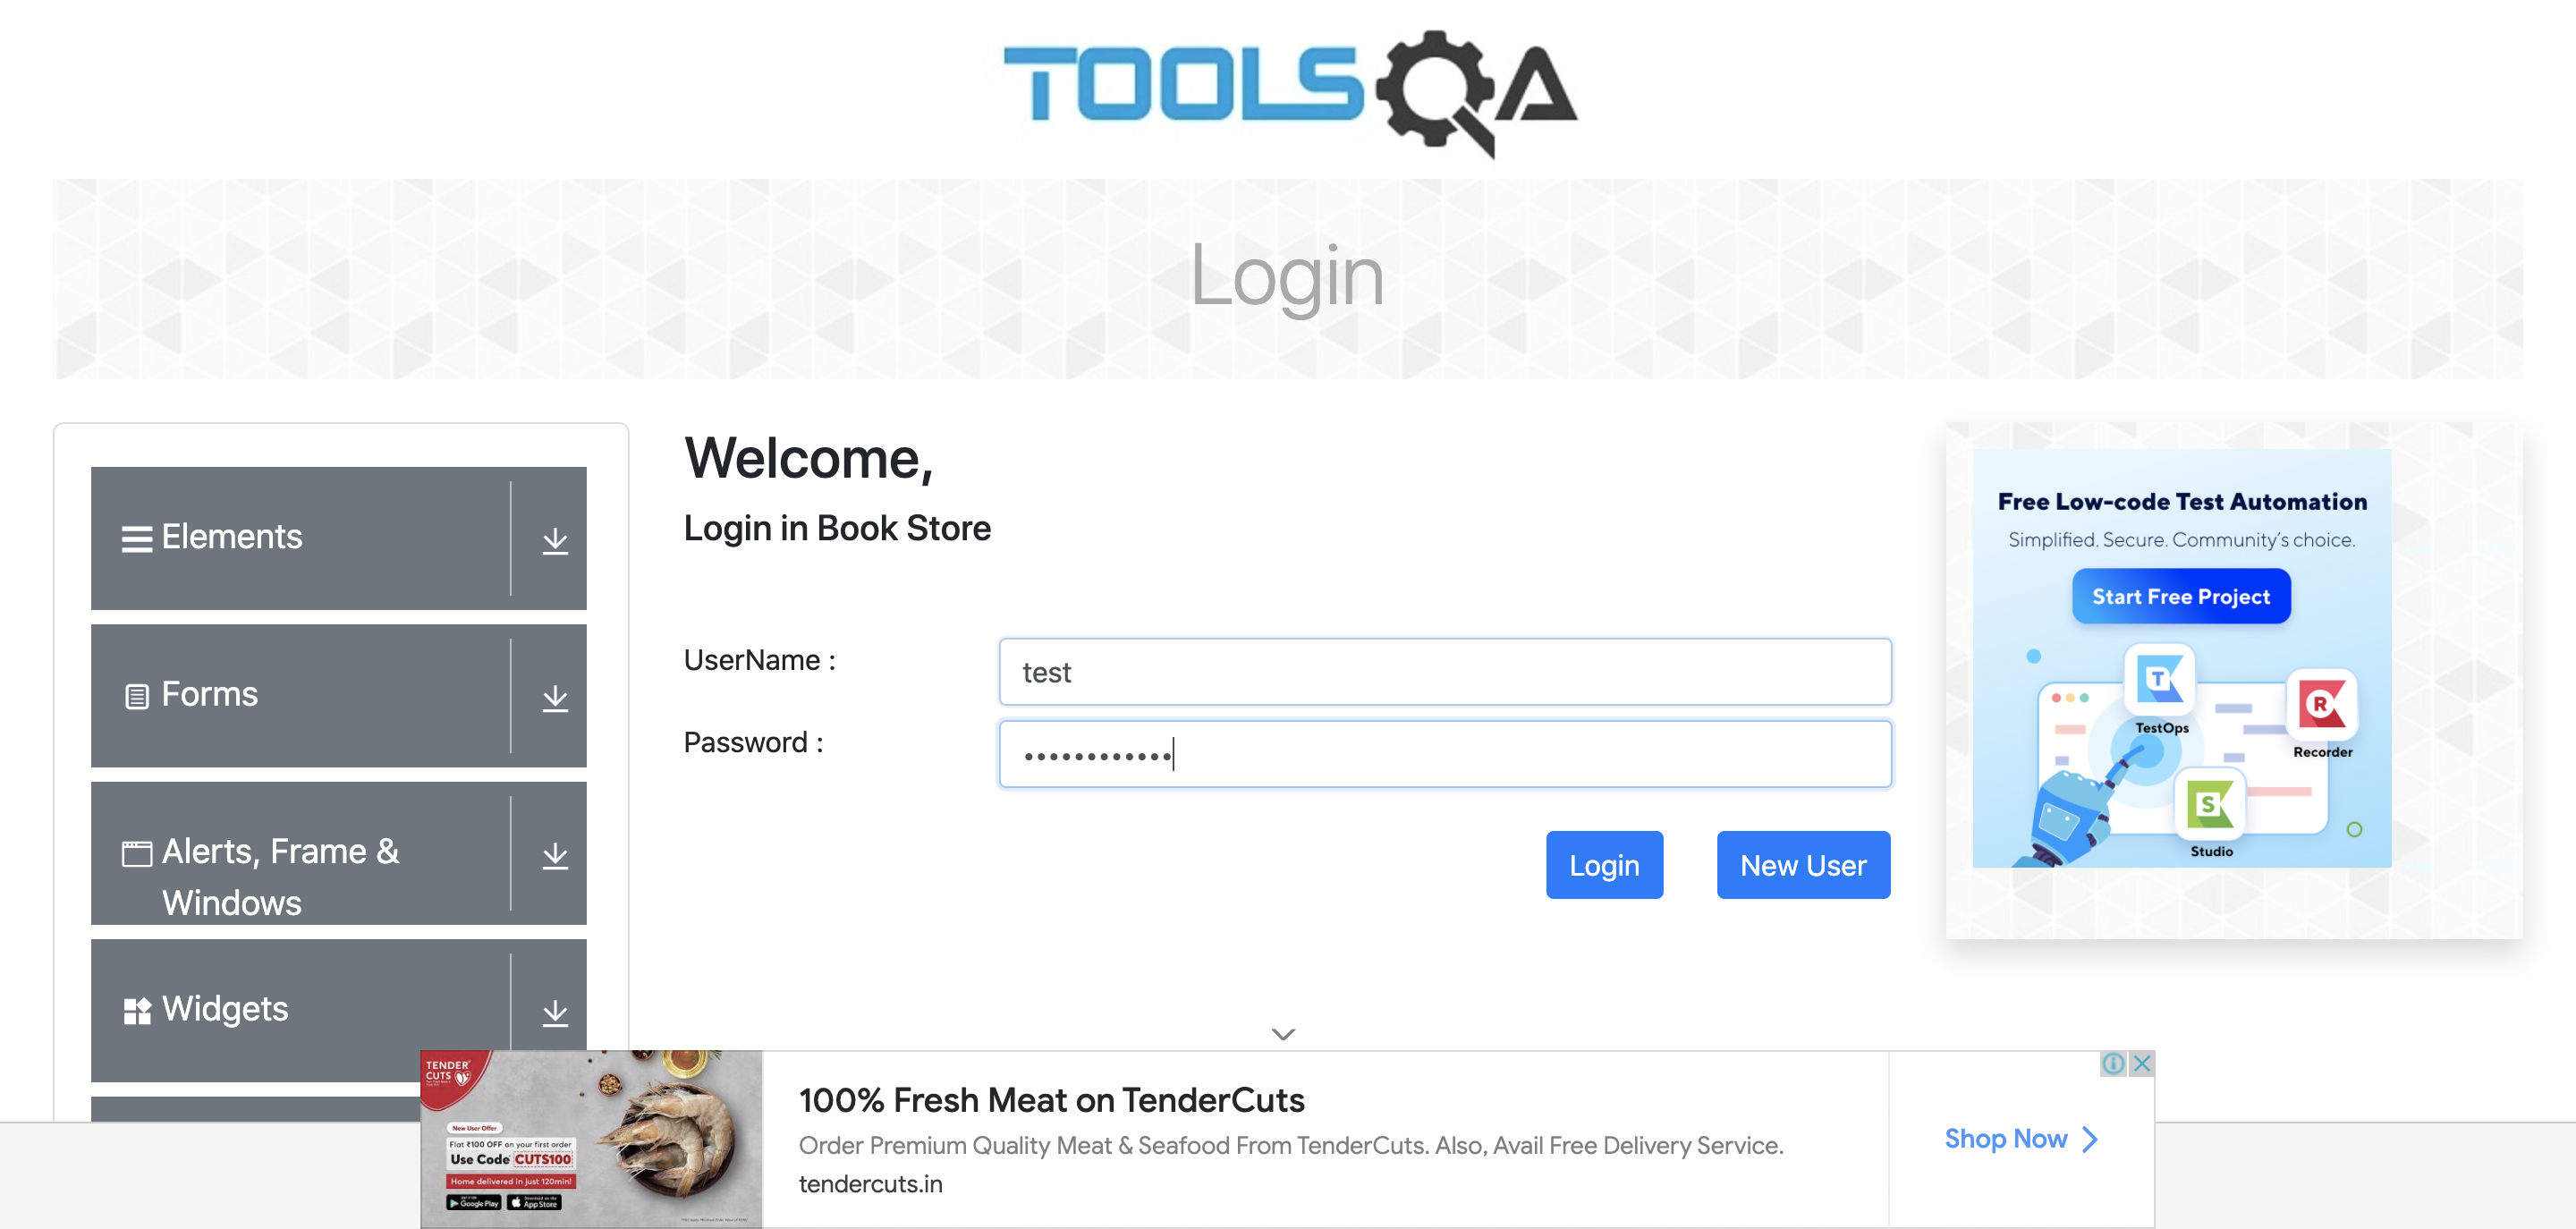 TOOLSQA
Login
Elements
Forms
Alerts, Frame &
Windows
Widgets
Welcome,
Login in Book Store
UserName :
test
Password :
••••••••••••
Login
New User
Free Low-code Test Automation
Simplified. Secure. Community's choice.
Start Free Project
T
TestOps
R
Recorder
S
Studio
TENDER
CUTS
New User Offer
Flat ₹100 OFF on your first order
Use Code CUTS100
Home delivered in just 120min!
Google Play
Download on the
App Store
100% Fresh Meat on TenderCuts
Order Premium Quality Meat & Seafood From TenderCuts. Also, Avail Free Delivery Service.
tendercuts.in
Shop Now